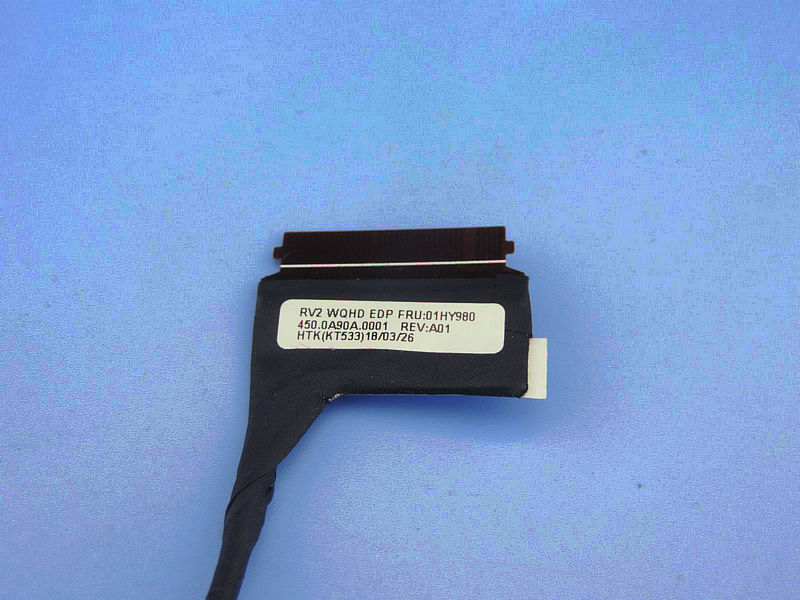 RV2 WQHD EDP FRU:01HY980
450.0A90A.0001 REV:A01
HTK(KT533)18/03/26